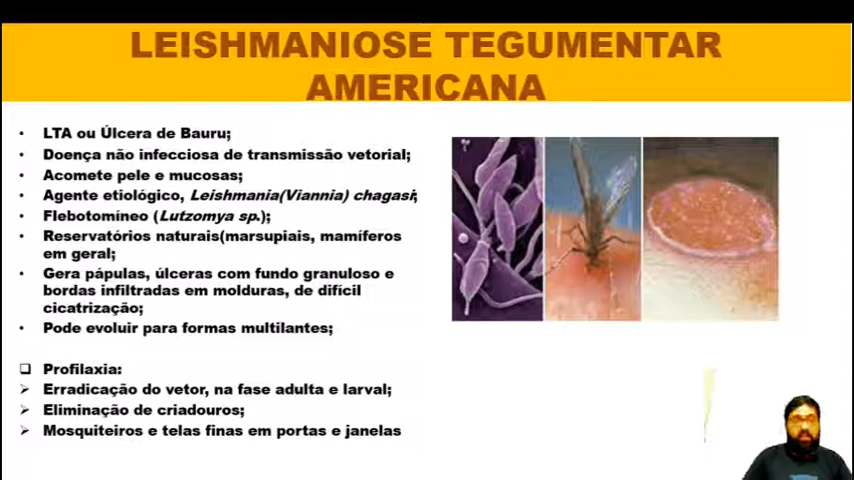 LEISHMANIOSE TEGUMENTAR
AMERICANA
• LTA ou Úlcera de Bauru;
• Doença não infecciosa de transmissão vetorial;
• Acomete pele e mucosas;
• Agente etiológico, Leishmania(Viannia) chagasi;
• Flebotomíneo (Lutzomya sp.);
• Reservatórios naturais(marsupiais, mamíferos
em geral;
• Gera pápulas, úlceras com fundo granuloso e
bordas infiltradas em molduras, de difícil
cicatrização;
• Pode evoluir para formas multilantes;
❑ Profilaxia:
➢ Erradicação do vetor, na fase adulta e larval;
➢ Eliminação de criadouros;
➢ Mosquiteiros e telas finas em portas e janelas